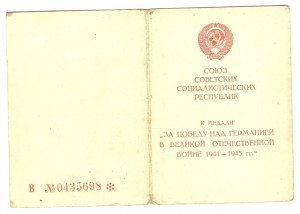 В №0435698 ✻
СОЮЗ
СОВЕТСКИХ
СОЦИАЛИСТИЧЕСКИХ
РЕСПУБЛИК
К МЕДАЛИ
„ЗА ПОБЕДУ НАД ГЕРМАНИЕЙ
В ВЕЛИКОЙ ОТЕЧЕСТВЕННОЙ
ВОЙНЕ 1941—1945 гг.“